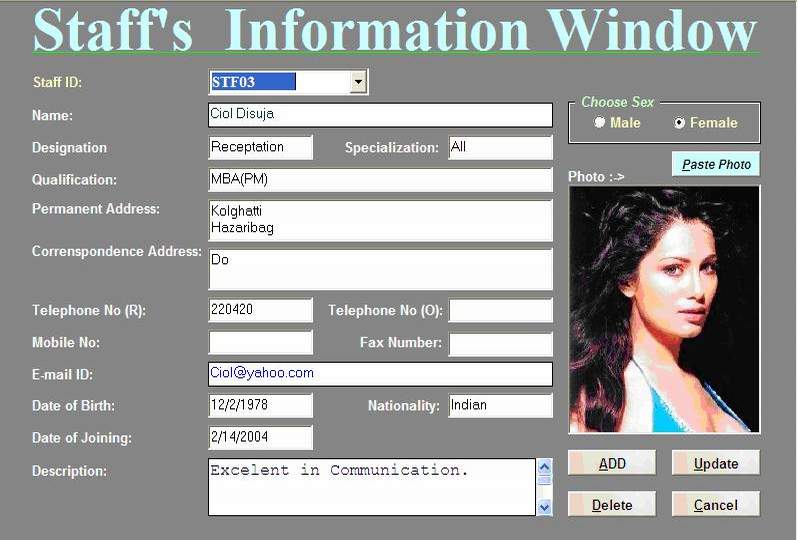 Staff's Information Window
Staff ID: STF03
Choose Sex
Name: Ciol Disuja
Male Female
Designation Receptation Specialization: All
Paste Photo
Qualification: MBA(PM)
Photo :->
Permanent Address: Kolghatti
Hazaribag
Correnspondence Address: Do
Telephone No (R): 220420 Telephone No (O):
Mobile No: Fax Number:
E-mail ID: Ciol@yahoo.com
Date of Birth: 12/2/1978 Nationality: Indian
Date of Joining: 2/14/2004
Description: Excelent in Communication.
ADD Update
Delete Cancel